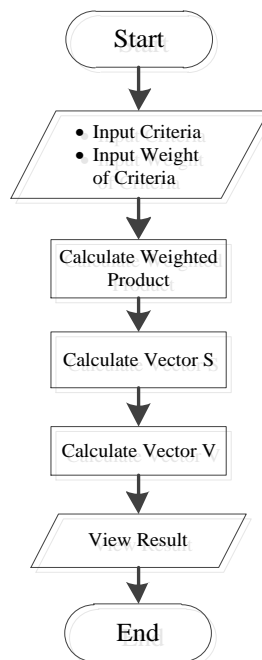 Start
• Input Criteria
• Input Weight
of Criteria
Calculate Weighted
Product
Calculate Vector S
Calculate Vector V
View Result
End